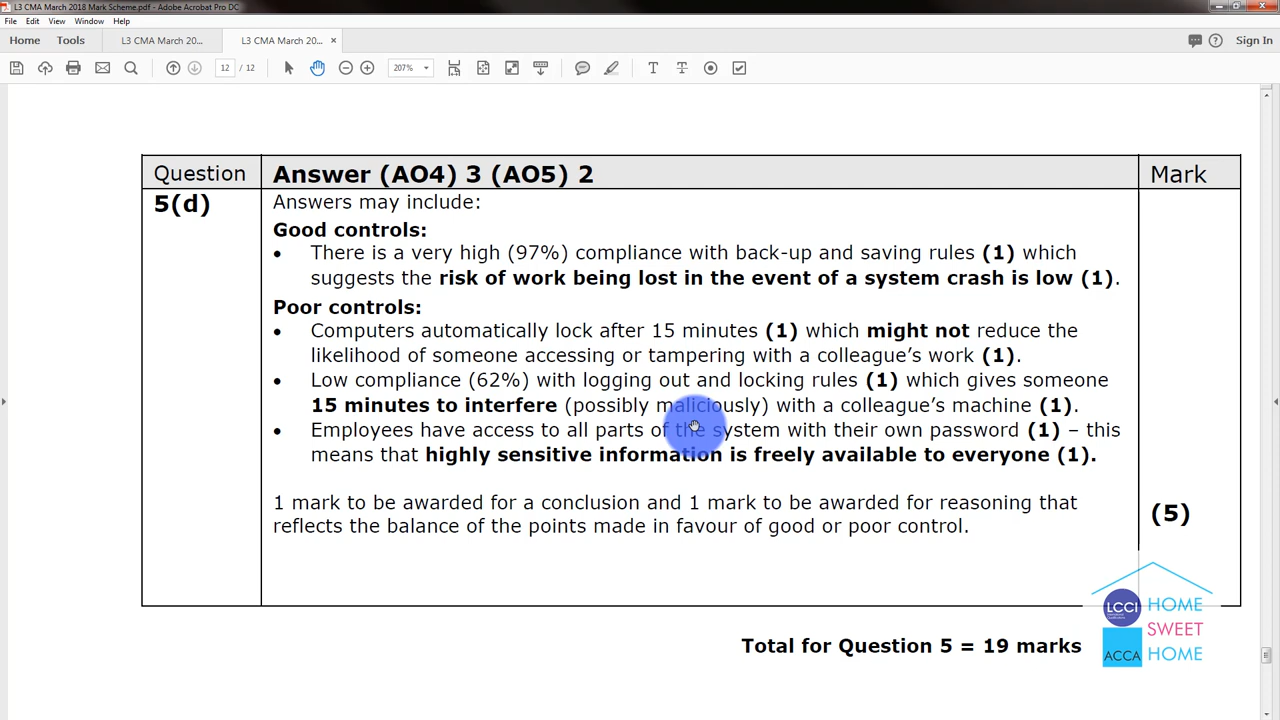 L3 CMA March 2018 Mark Scheme.pdf - Adobe Acrobat Pro DC
File Edit View Window Help
Home Tools L3 CMA March 20... L3 CMA March 20... × Sign In
12 / 12 207%
Question Answer (AO4) 3 (AO5) 2 Mark
5(d) Answers may include:
Good controls:
• There is a very high (97%) compliance with back-up and saving rules (1) which
suggests the risk of work being lost in the event of a system crash is low (1).
Poor controls:
• Computers automatically lock after 15 minutes (1) which might not reduce the
likelihood of someone accessing or tampering with a colleague’s work (1).
• Low compliance (62%) with logging out and locking rules (1) which gives someone
15 minutes to interfere (possibly maliciously) with a colleague’s machine (1).
• Employees have access to all parts of the system with their own password (1) – this
means that highly sensitive information is freely available to everyone (1).
1 mark to be awarded for a conclusion and 1 mark to be awarded for reasoning that
reflects the balance of the points made in favour of good or poor control.
(5)
LCCI HOME
SWEET
ACCA HOME
Total for Question 5 = 19 marks